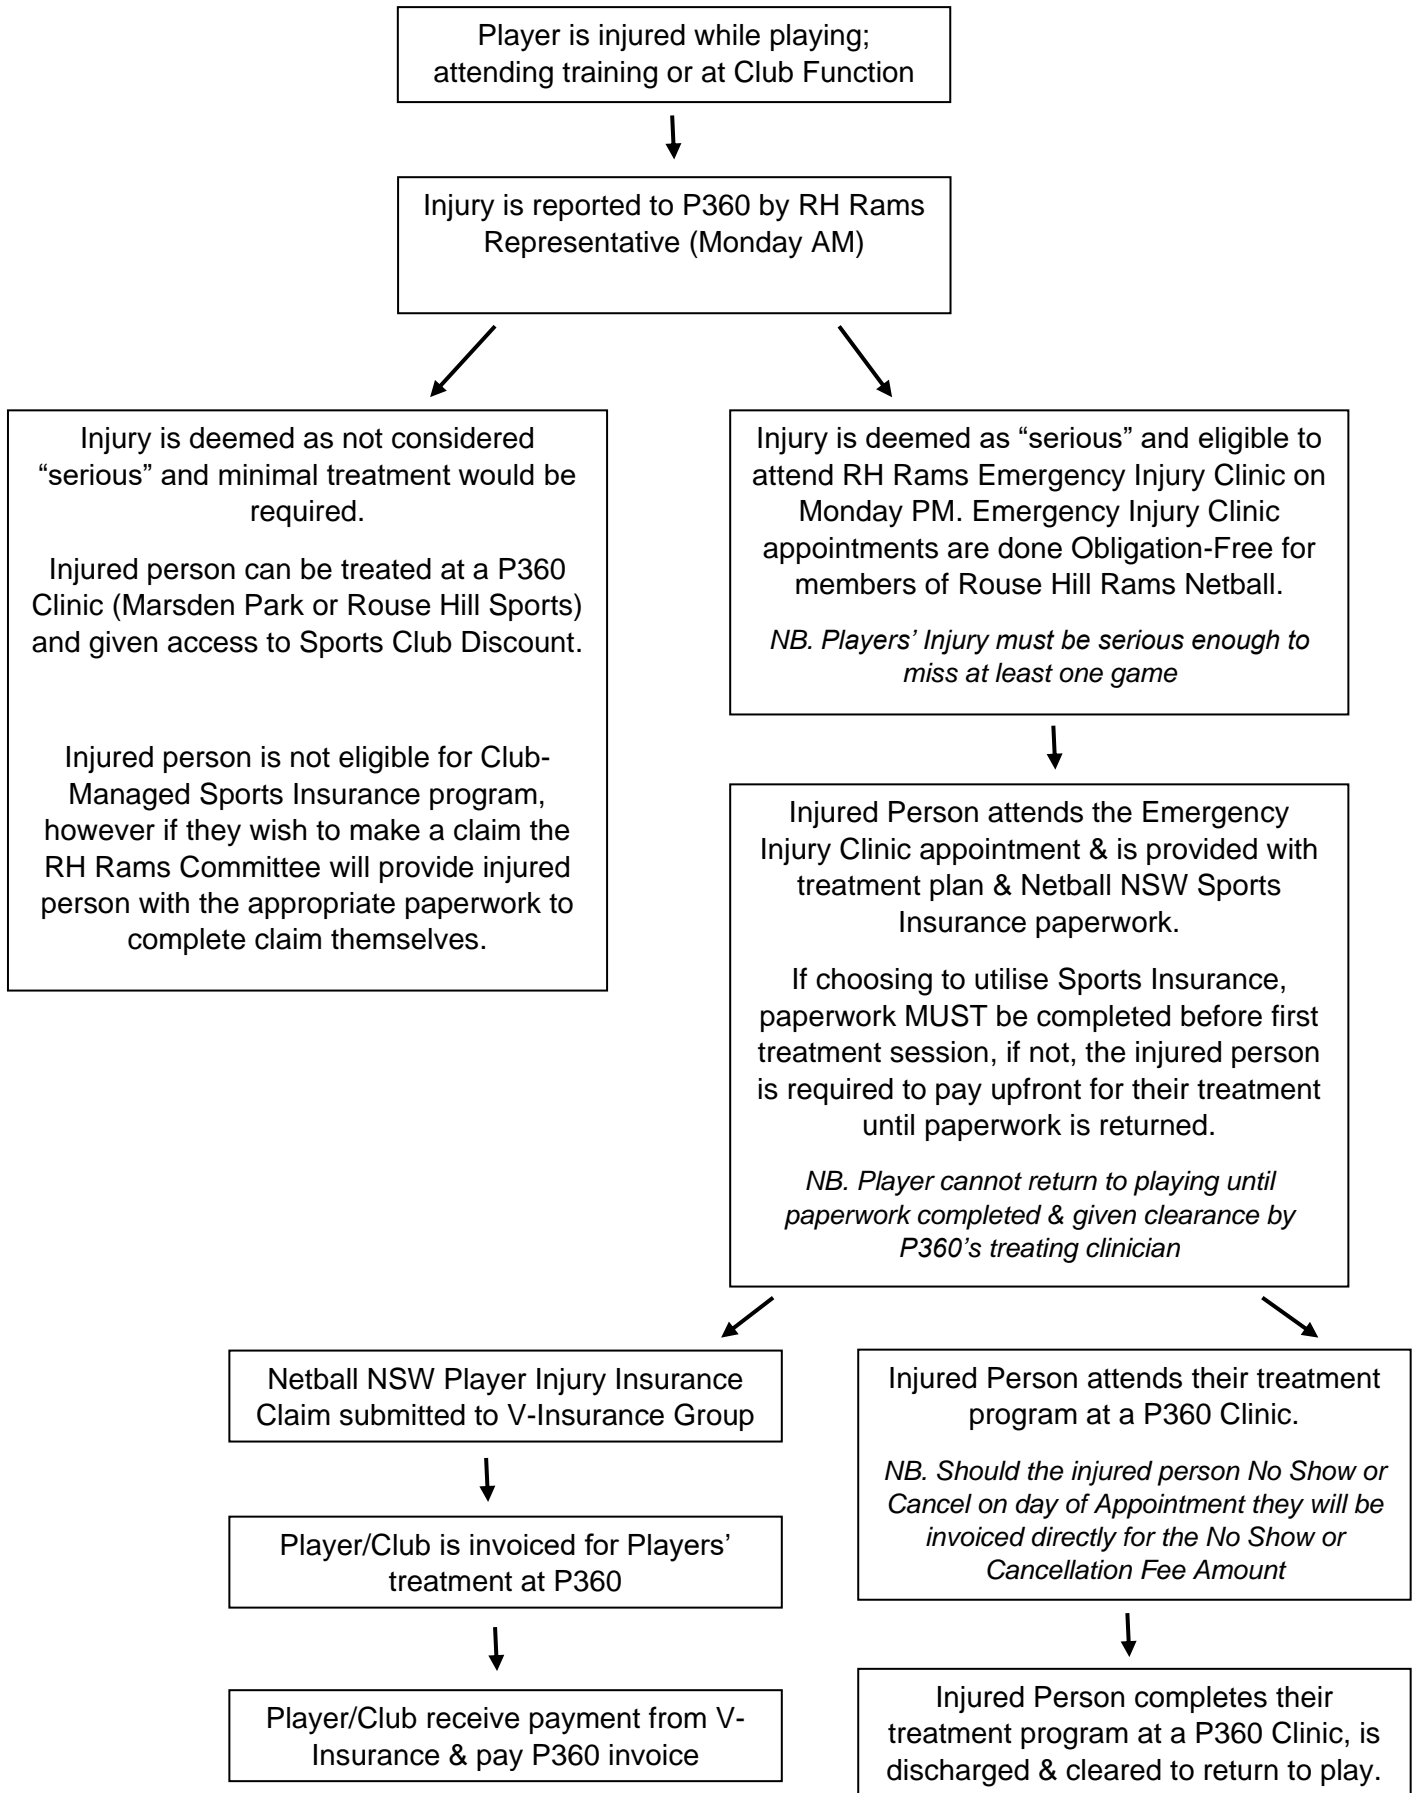 Player is injured while playing;
attending training or at Club Function
Injury is reported to P360 by RH Rams
Representative (Monday AM)
Injury is deemed as not considered
“serious” and minimal treatment would be
required.
Injured person can be treated at a P360
Clinic (Marsden Park or Rouse Hill Sports)
and given access to Sports Club Discount.
Injured person is not eligible for Club-
Managed Sports Insurance program,
however if they wish to make a claim the
RH Rams Committee will provide injured
person with the appropriate paperwork to
complete claim themselves.
Injury is deemed as “serious” and eligible to
attend RH Rams Emergency Injury Clinic on
Monday PM. Emergency Injury Clinic
appointments are done Obligation-Free for
members of Rouse Hill Rams Netball.
NB. Players’ Injury must be serious enough to
miss at least one game
Injured Person attends the Emergency
Injury Clinic appointment & is provided with
treatment plan & Netball NSW Sports
Insurance paperwork.
If choosing to utilise Sports Insurance,
paperwork MUST be completed before first
treatment session, if not, the injured person
is required to pay upfront for their treatment
until paperwork is returned.
NB. Player cannot return to playing until
paperwork completed & given clearance by
P360’s treating clinician
Netball NSW Player Injury Insurance
Claim submitted to V-Insurance Group
Player/Club is invoiced for Players’
treatment at P360
Player/Club receive payment from V-
Insurance & pay P360 invoice
Injured Person attends their treatment
program at a P360 Clinic.
NB. Should the injured person No Show or
Cancel on day of Appointment they will be
invoiced directly for the No Show or
Cancellation Fee Amount
Injured Person completes their
treatment program at a P360 Clinic, is
discharged & cleared to return to play.